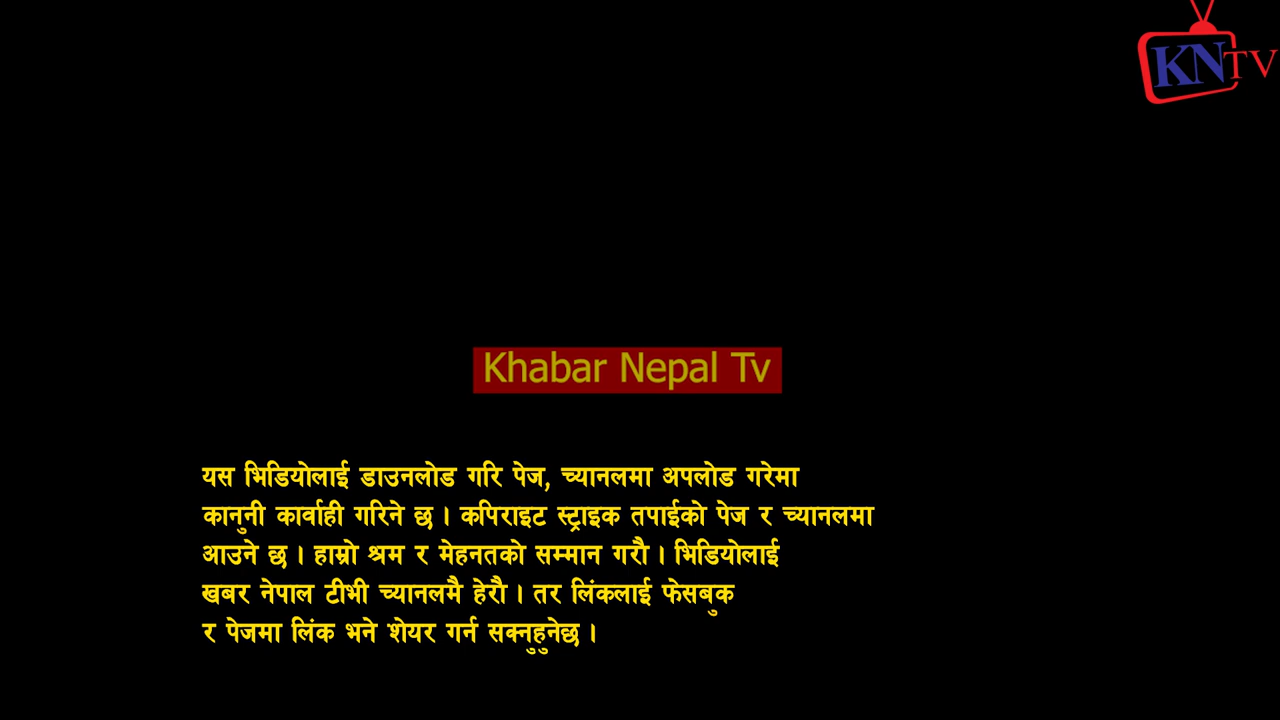 KNTV
Khabar Nepal Tv
यस भिडियोलाई डाउनलोड गरि पेज, च्यानलमा अपलोड गरेमा
कानुनी कार्वाही गरिने छ । कपिराइट स्ट्राइक तपाईको पेज र च्यानलमा
आउने छ । हाम्रो श्रम र मेहनतको सम्मान गरौ । भिडियोलाई
खबर नेपाल टीभी च्यानलमै हेरौ । तर लिंकलाई फेसबुक
र पेजमा लिंक भने शेयर गर्न सक्नुहुनेछ ।